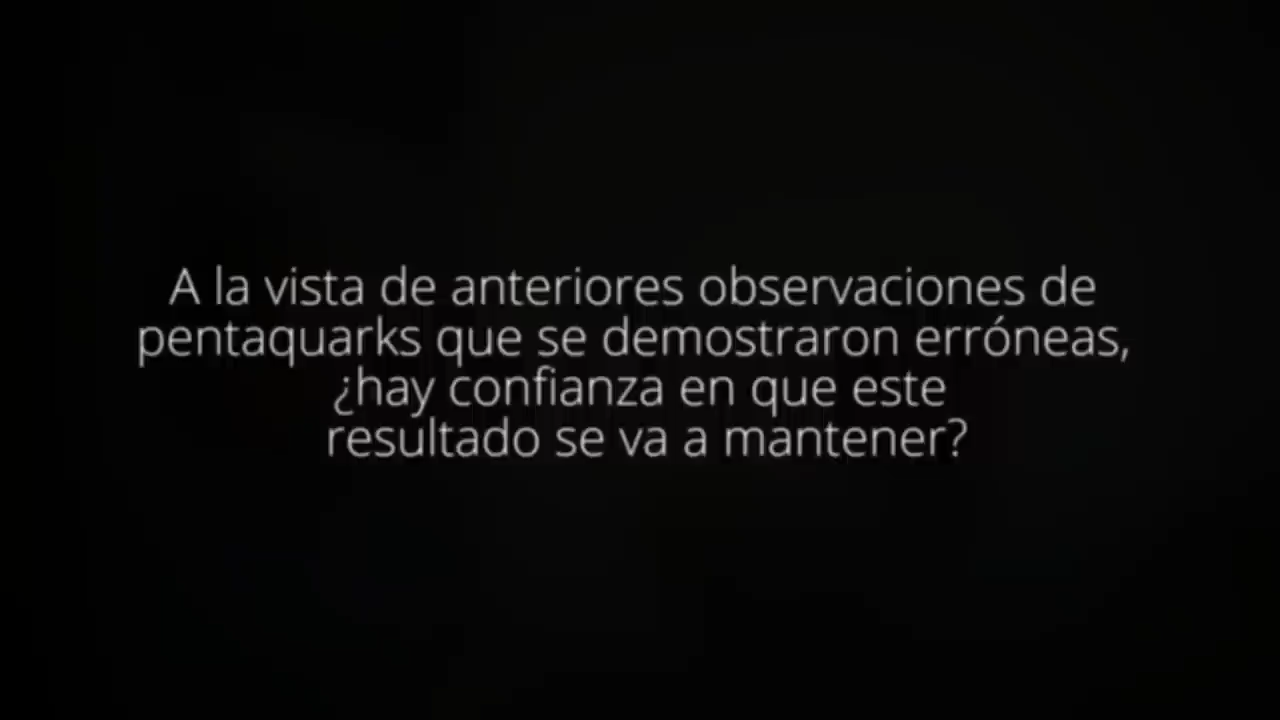 A la vista de anteriores observaciones de
pentaquarks que se demostraron erróneas,
¿hay confianza en que este
resultado se va a mantener?